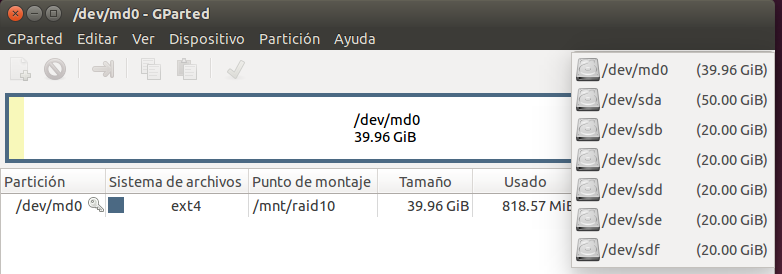 /dev/md0 - GParted
GParted Editar Ver Dispositivo Partición Ayuda
/dev/md0
39.96 GiB
Partición Sistema de archivos Punto de montaje Tamaño Usado
/dev/md0 ext4 /mnt/raid10 39.96 GiB 818.57 MiB
/dev/md0 (39.96 GiB)
/dev/sda (50.00 GiB)
/dev/sdb (20.00 GiB)
/dev/sdc (20.00 GiB)
/dev/sdd (20.00 GiB)
/dev/sde (20.00 GiB)
/dev/sdf (20.00 GiB)